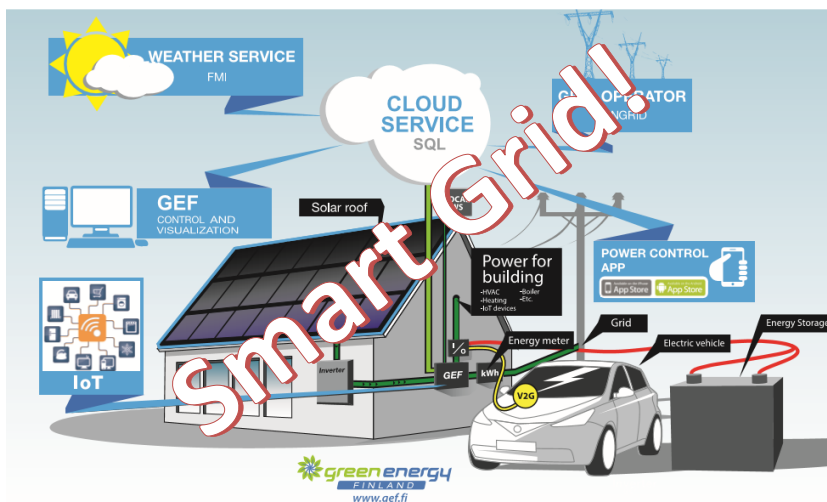 WEATHER SERVICE
FMI
CLOUD
SERVICE
SQL
Smart Grid!
GEF
CONTROL AND
VISUALIZATION
Solar roof
Power for
building
-HVAC
-Boiler
-Heating
-Etc.
-IoT devices
POWER CONTROL
APP
App Store
App Store
IoT
Grid
Energy Storage
Energy meter
Electric vehicle
I/o
Inverter
GEF
kWh
V2G
green energy
FINLAND
www.gef.fi